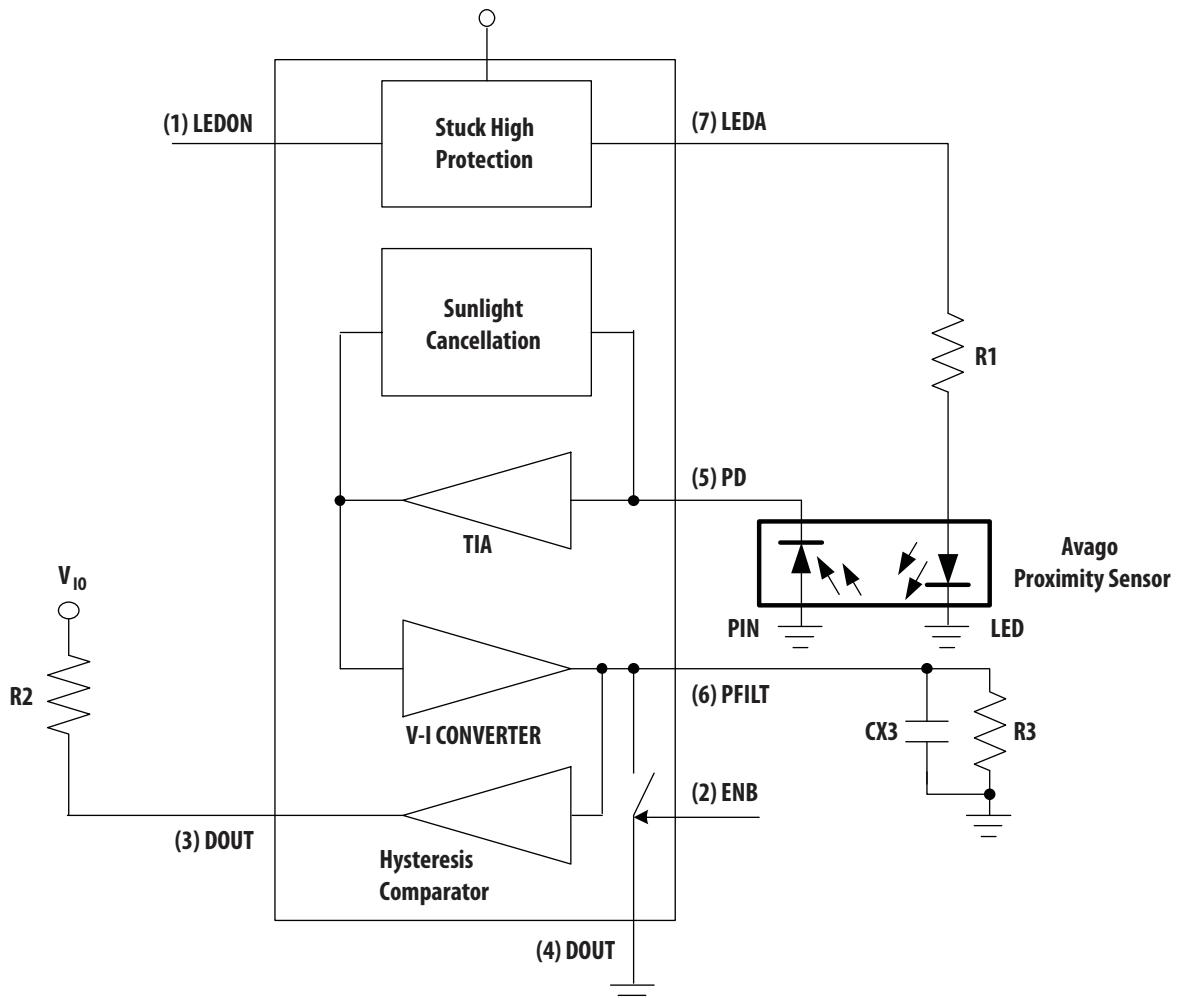 (1) LEDON
Stuck High
Protection
(7) LEDA
Sunlight
Cancellation
R1
(5) PD
TIA
Avago
Proximity Sensor
PIN
LED
V10
R2
V-I CONVERTER
(6) PFILT
CX3
R3
(2) ENB
(3) DOUT
Hysteresis
Comparator
(4) DOUT